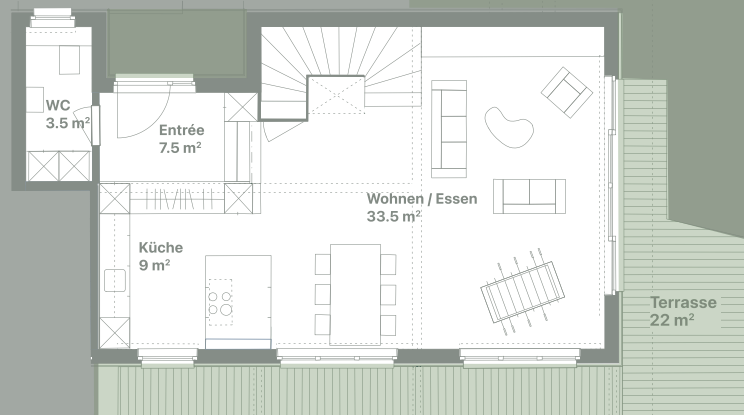 WC
3.5 m²
Entrée
7.5 m²
Wohnen / Essen
33.5 m²
Küche
9 m²
Terrasse
22 m²